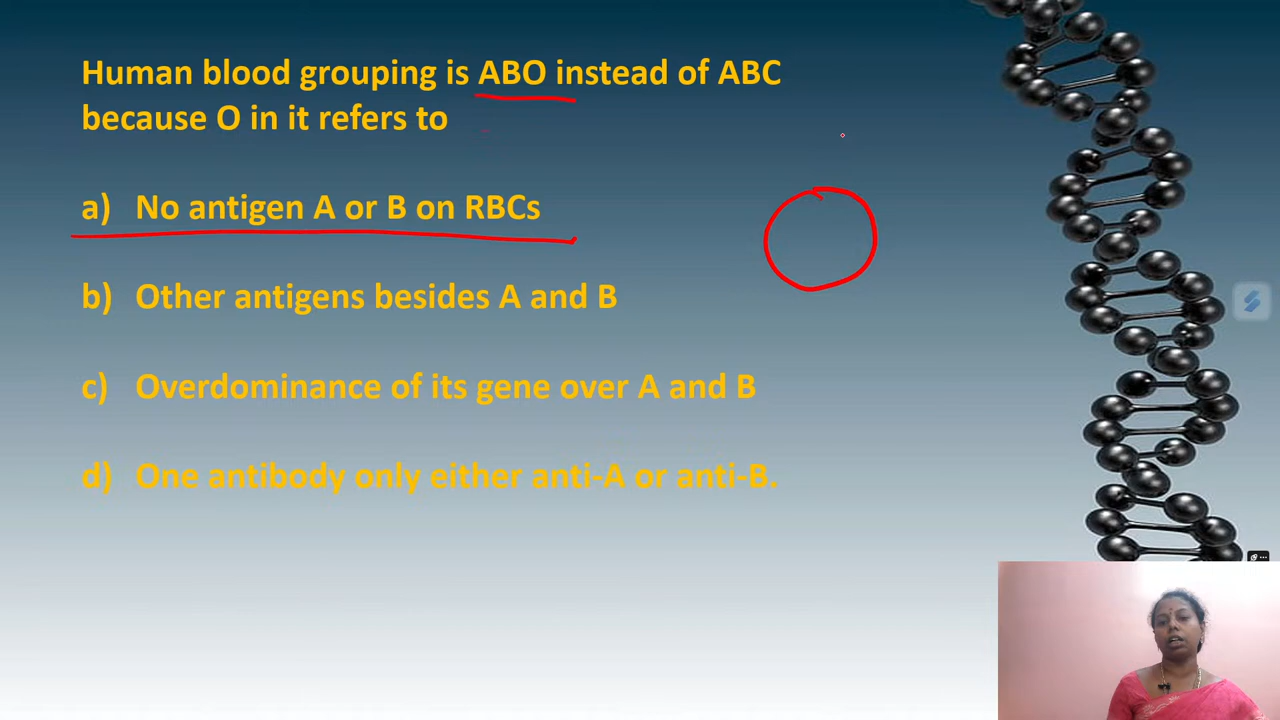 Human blood grouping is ABO instead of ABC
because O in it refers to
a) No antigen A or B on RBCs
b) Other antigens besides A and B
c) Overdominance of its gene over A and B
d) One antibody only either anti-A or anti-B.